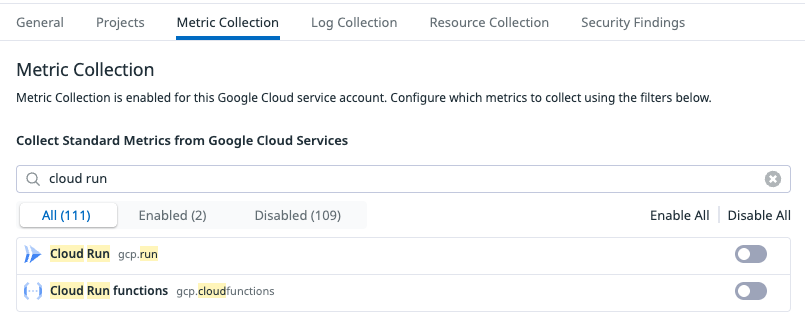 General Projects Metric Collection Log Collection Resource Collection Security Findings
Metric Collection
Metric Collection is enabled for this Google Cloud service account. Configure which metrics to collect using the filters below.
Collect Standard Metrics from Google Cloud Services
cloud run
All (111) Enabled (2) Disabled (109) Enable All Disable All
Cloud Run gcp.run
Cloud Run functions gcp.cloudfunctions